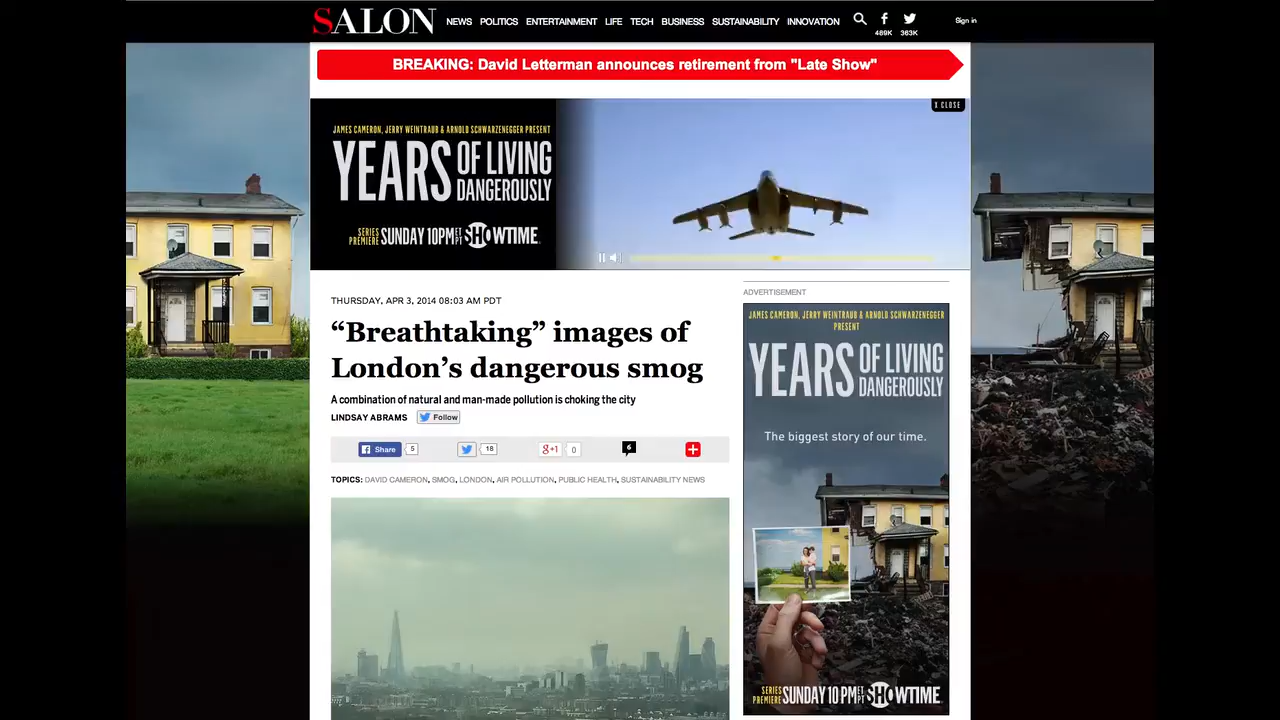 SALON
NEWS POLITICS ENTERTAINMENT LIFE TECH BUSINESS SUSTAINABILITY INNOVATION
489K 363K
Sign in
BREAKING: David Letterman announces retirement from "Late Show"
X CLOSE
JAMES CAMERON, JERRY WEINTRAUB & ARNOLD SCHWARZENEGGER PRESENT
YEARS OF LIVING DANGEROUSLY
SERIES PREMIERE SUNDAY 10PM ET PT SHOWTIME
THURSDAY, APR 3, 2014 08:03 AM PDT
“Breathtaking” images of
London’s dangerous smog
A combination of natural and man-made pollution is choking the city
LINDSAY ABRAMS Follow
Share 5 18 g+1 0 6
TOPICS: DAVID CAMERON, SMOG, LONDON, AIR POLLUTION, PUBLIC HEALTH, SUSTAINABILITY NEWS
ADVERTISEMENT
JAMES CAMERON, JERRY WEINTRAUB & ARNOLD SCHWARZENEGGER
PRESENT
YEARS OF LIVING DANGEROUSLY
The biggest story of our time.
SERIES PREMIERE SUNDAY 10 PM ET PT SHOWTIME